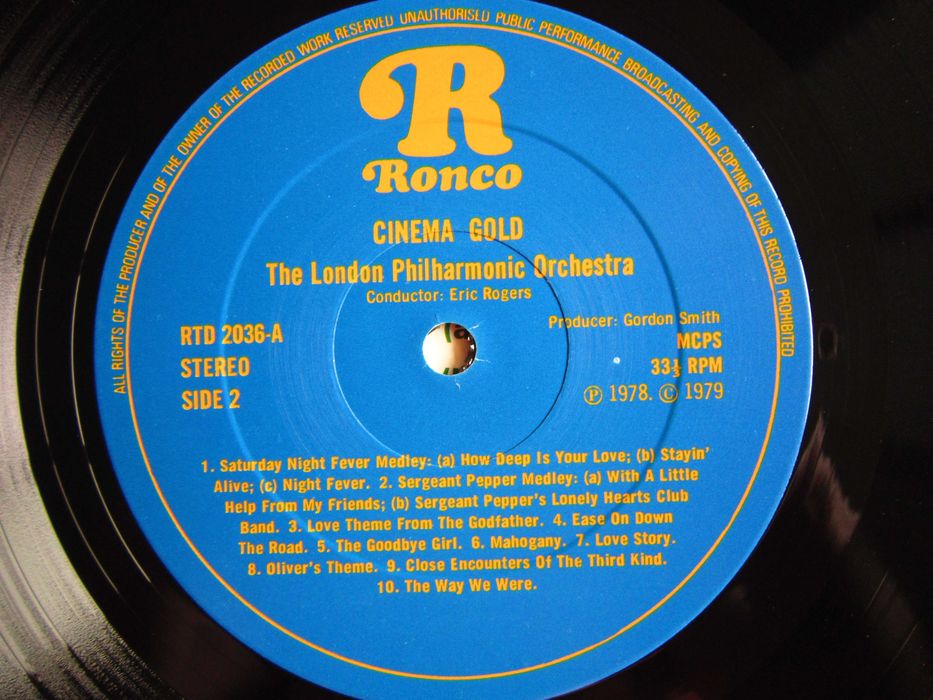 ALL RIGHTS OF THE PRODUCER AND OF THE OWNER OF THE RECORDED WORK RESERVED UNAUTHORISED PUBLIC PERFORMANCE BROADCASTING AND COPYING OF THIS RECORD PROHIBITED
R
Ronco
CINEMA GOLD
The London Philharmonic Orchestra
Conductor: Eric Rogers
Producer: Gordon Smith
RTD 2036-A
MCPS
STEREO
33⅓ RPM
SIDE 2
Ⓟ 1978. © 1979
1. Saturday Night Fever Medley: (a) How Deep Is Your Love; (b) Stayin'
Alive; (c) Night Fever. 2. Sergeant Pepper Medley: (a) With A Little
Help From My Friends; (b) Sergeant Pepper's Lonely Hearts Club
Band. 3. Love Theme From The Godfather. 4. Ease On Down
The Road. 5. The Goodbye Girl. 6. Mahogany. 7. Love Story.
8. Oliver's Theme. 9. Close Encounters Of The Third Kind.
10. The Way We Were.